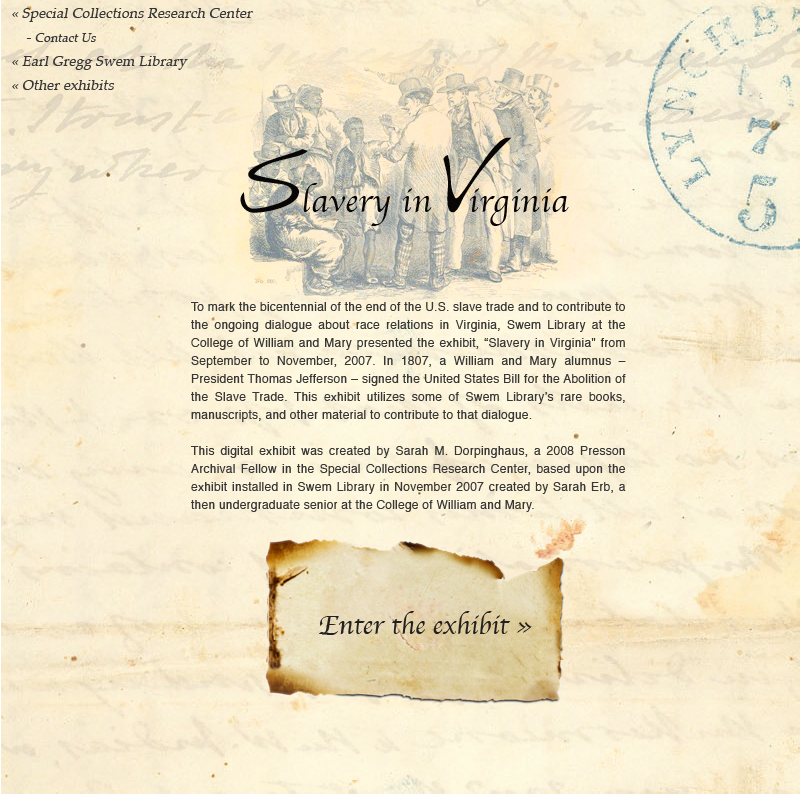 « Special Collections Research Center
- Contact Us
« Earl Gregg Swem Library
« Other exhibits
LYNCHB
7
5
Slavery in Virginia
To mark the bicentennial of the end of the U.S. slave trade and to contribute to
the ongoing dialogue about race relations in Virginia, Swem Library at the
College of William and Mary presented the exhibit, “Slavery in Virginia” from
September to November, 2007. In 1807, a William and Mary alumnus –
President Thomas Jefferson – signed the United States Bill for the Abolition of
the Slave Trade. This exhibit utilizes some of Swem Library's rare books,
manuscripts, and other material to contribute to that dialogue.
This digital exhibit was created by Sarah M. Dorpinghaus, a 2008 Presson
Archival Fellow in the Special Collections Research Center, based upon the
exhibit installed in Swem Library in November 2007 created by Sarah Erb, a
then undergraduate senior at the College of William and Mary.
Enter the exhibit »